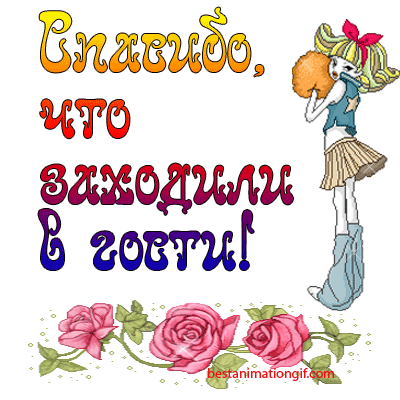 Спасибо,
что
заходили
в гости!
bestanimationgif.com